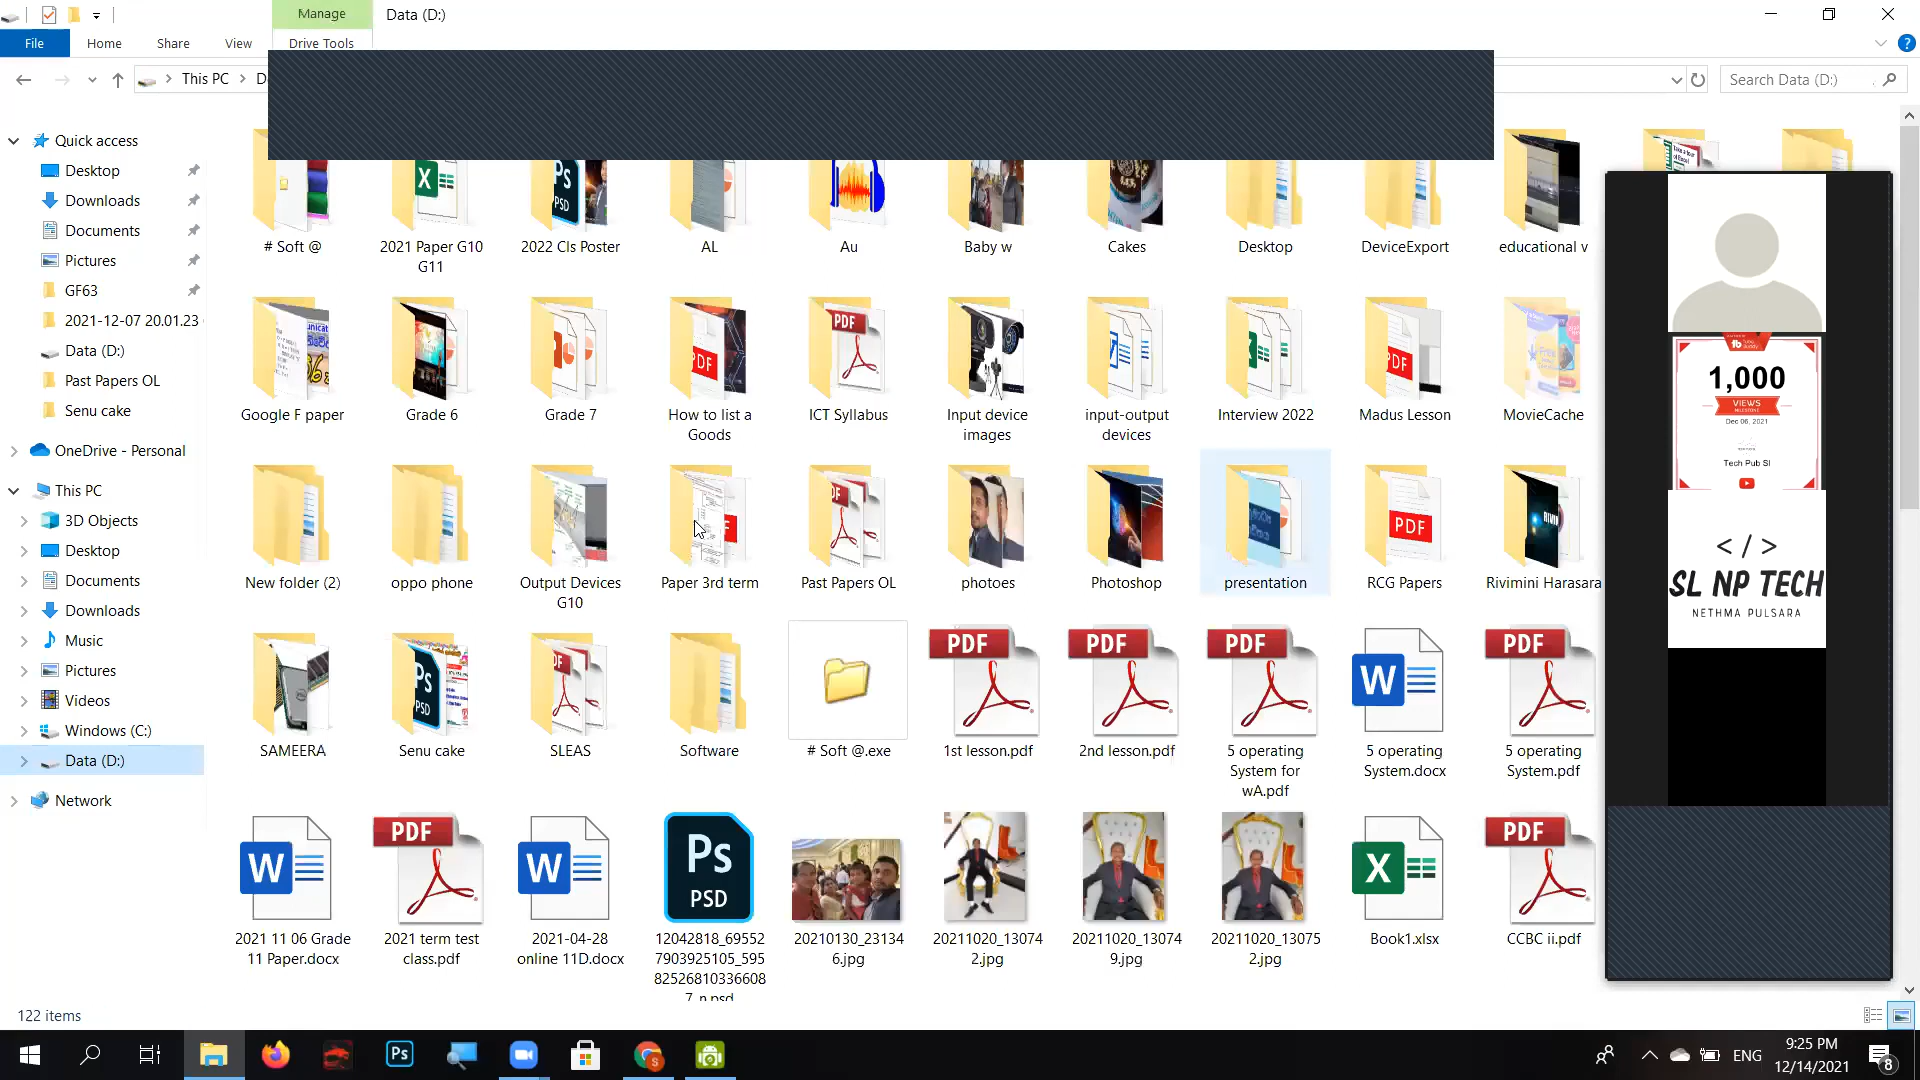 Manage
Data (D:)
File
Home
Share
View
Drive Tools
This PC
Search Data (D:)
Quick access
Desktop
Downloads
Documents
Pictures
GF63
2021-12-07 20.01.23
Data (D:)
Past Papers OL
Senu cake
OneDrive - Personal
This PC
3D Objects
Desktop
Documents
Downloads
Music
Pictures
Videos
Windows (C:)
Data (D:)
Network
# Soft @
2021 Paper G10
G11
2022 Cls Poster
AL
Au
Baby w
Cakes
Desktop
DeviceExport
educational v
Google F paper
Grade 6
Grade 7
How to list a
Goods
ICT Syllabus
Input device
images
input-output
devices
Interview 2022
Madus Lesson
MovieCache
New folder (2)
oppo phone
Output Devices
G10
Paper 3rd term
Past Papers OL
photoes
Photoshop
presentation
RCG Papers
Rivimini Harasara
SAMEERA
Senu cake
SLEAS
Software
# Soft @.exe
1st lesson.pdf
2nd lesson.pdf
5 operating
System for
wA.pdf
5 operating
System.docx
5 operating
System.pdf
2021 11 06 Grade
11 Paper.docx
2021 term test
class.pdf
2021-04-28
online 11D.docx
12042818_69552
7903925105_595
82526810336608
7_n.psd
20210130_23134
6.jpg
20211020_13074
2.jpg
20211020_13074
9.jpg
20211020_13075
2.jpg
Book1.xlsx
CCBC ii.pdf
1,000
VIEWS
MILESTONE
Dec 06, 2021
Tech Pub Sl
</>
SL NP TECH
NETHMA PULSARA
122 items
ENG
9:25 PM
12/14/2021
8